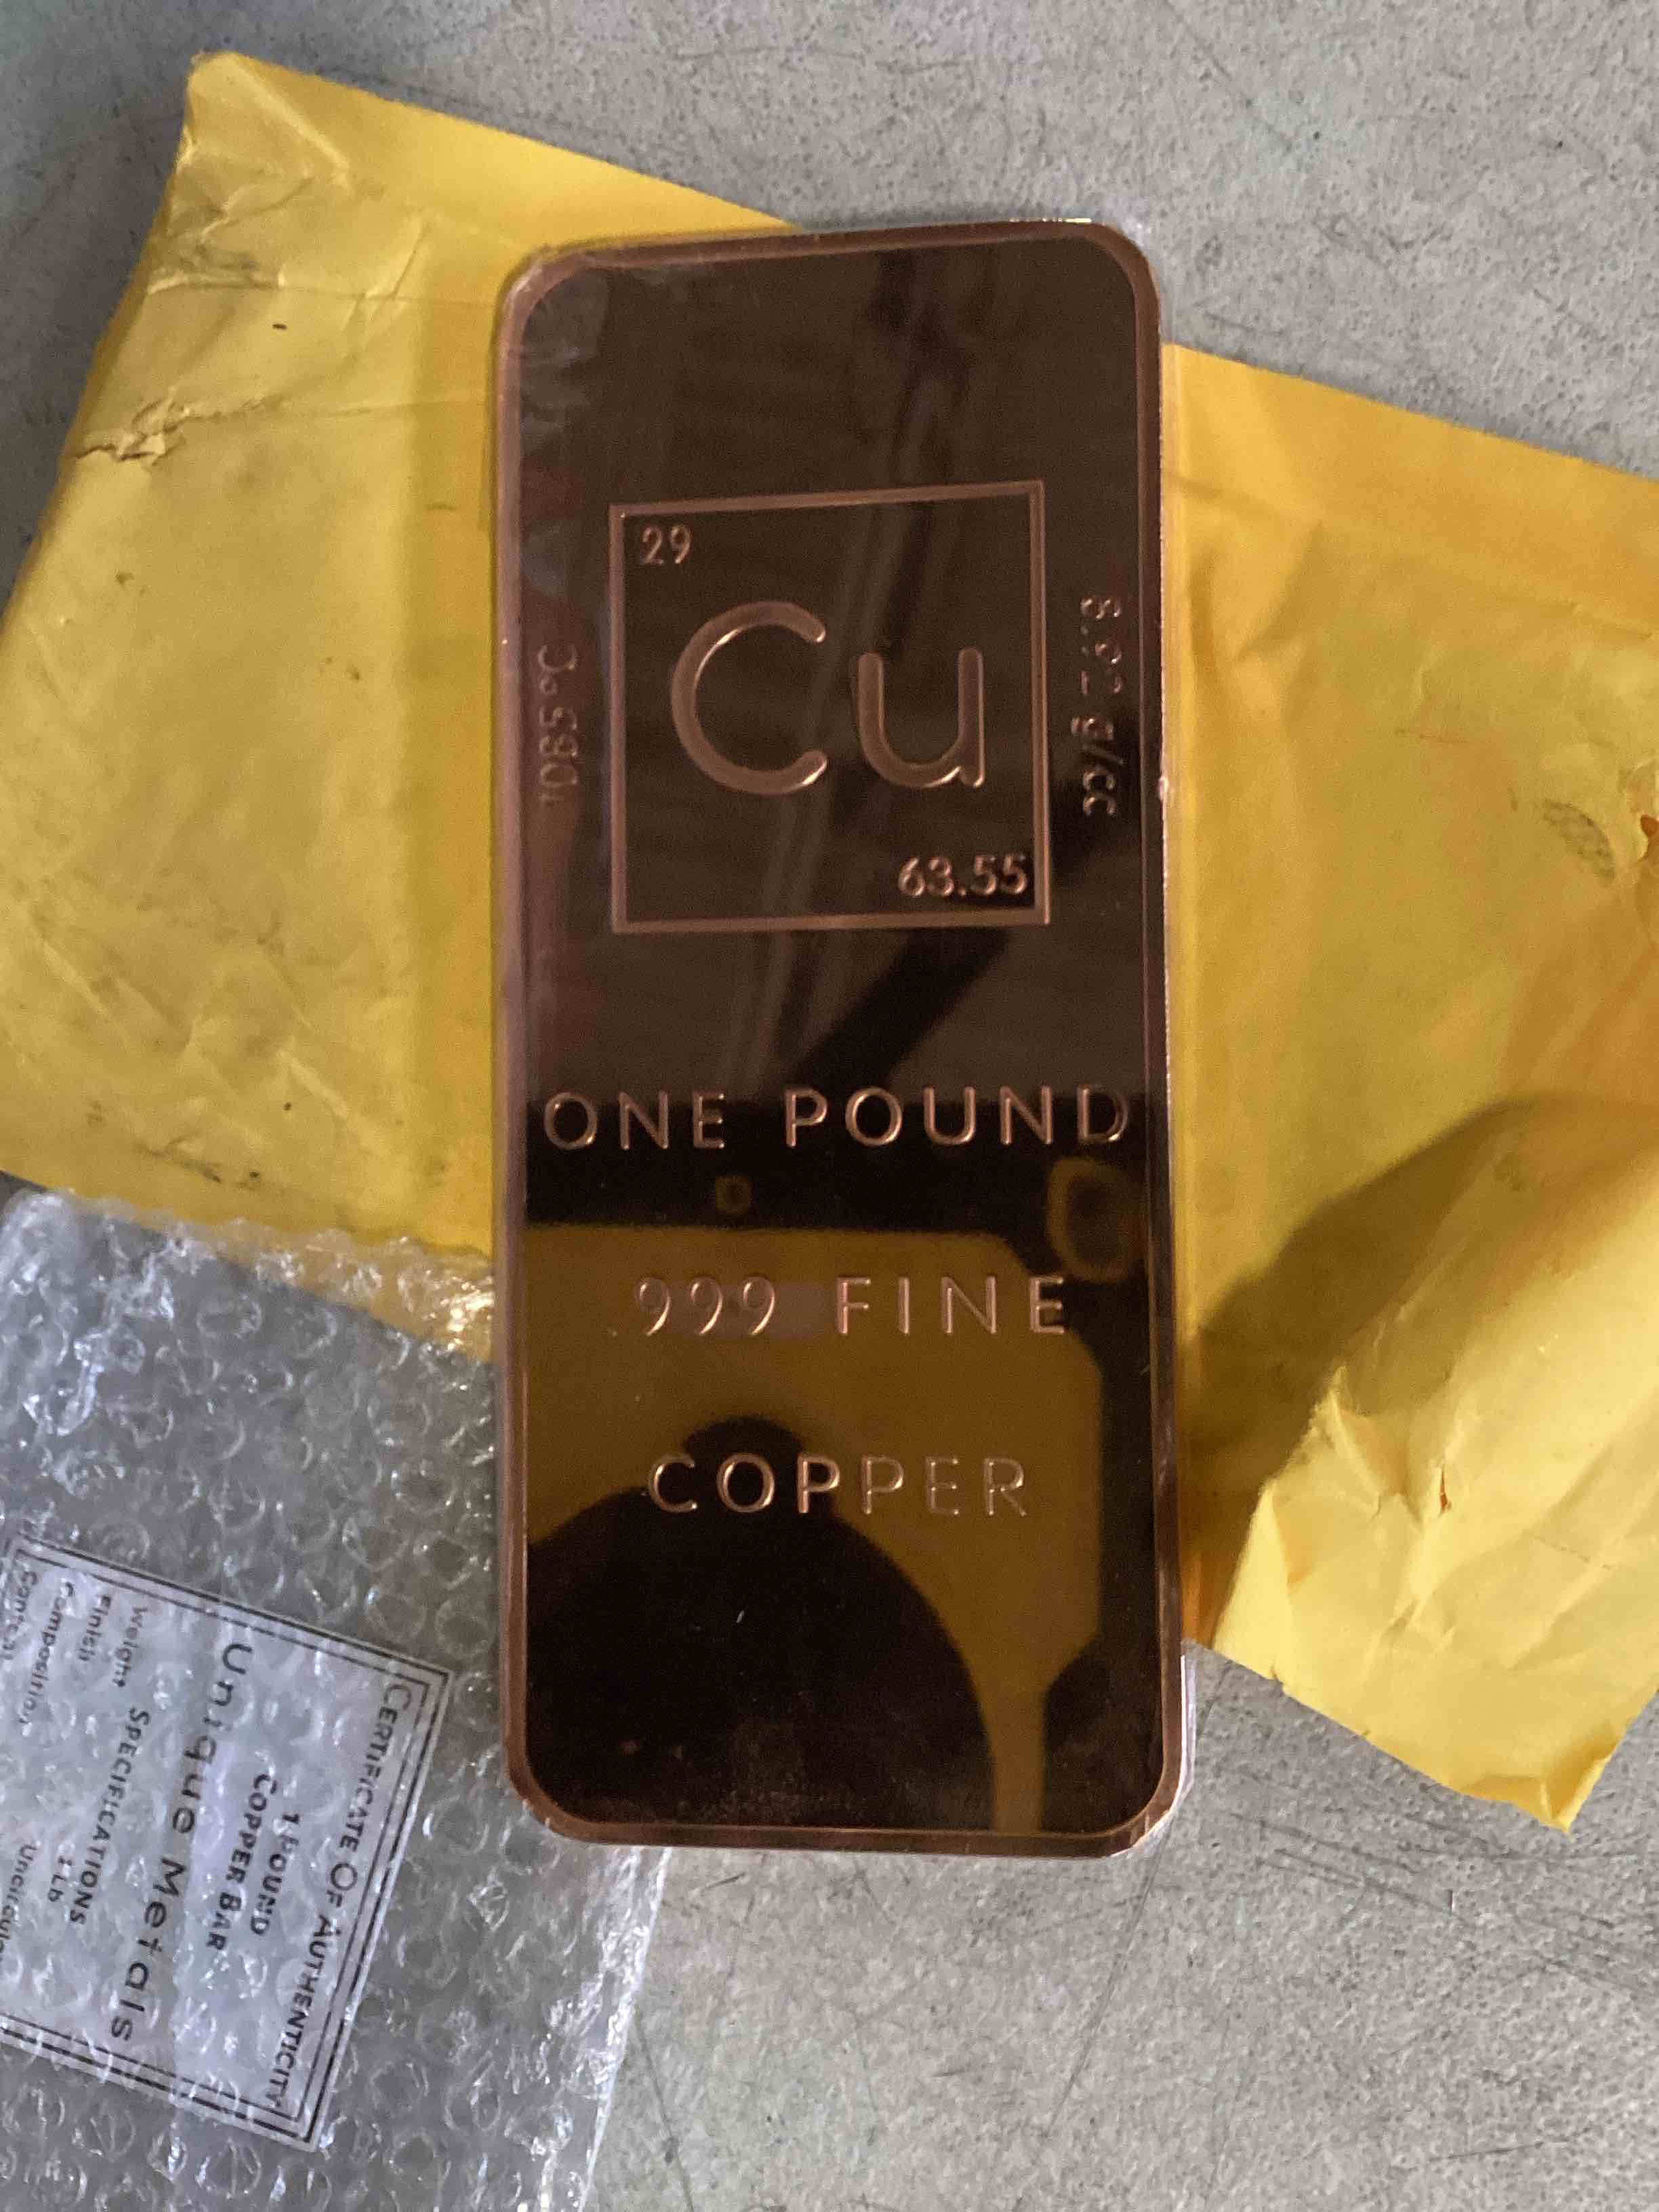 29
Cu
63.55
1085°C
8.92 g/cc
ONE POUND
999 FINE
COPPER
CERTIFICATE OF AUTHENTICITY
1 POUND
COPPER BAR
Unique Metals
SPECIFICATIONS
Weight 1 Lb
Finish
Composition